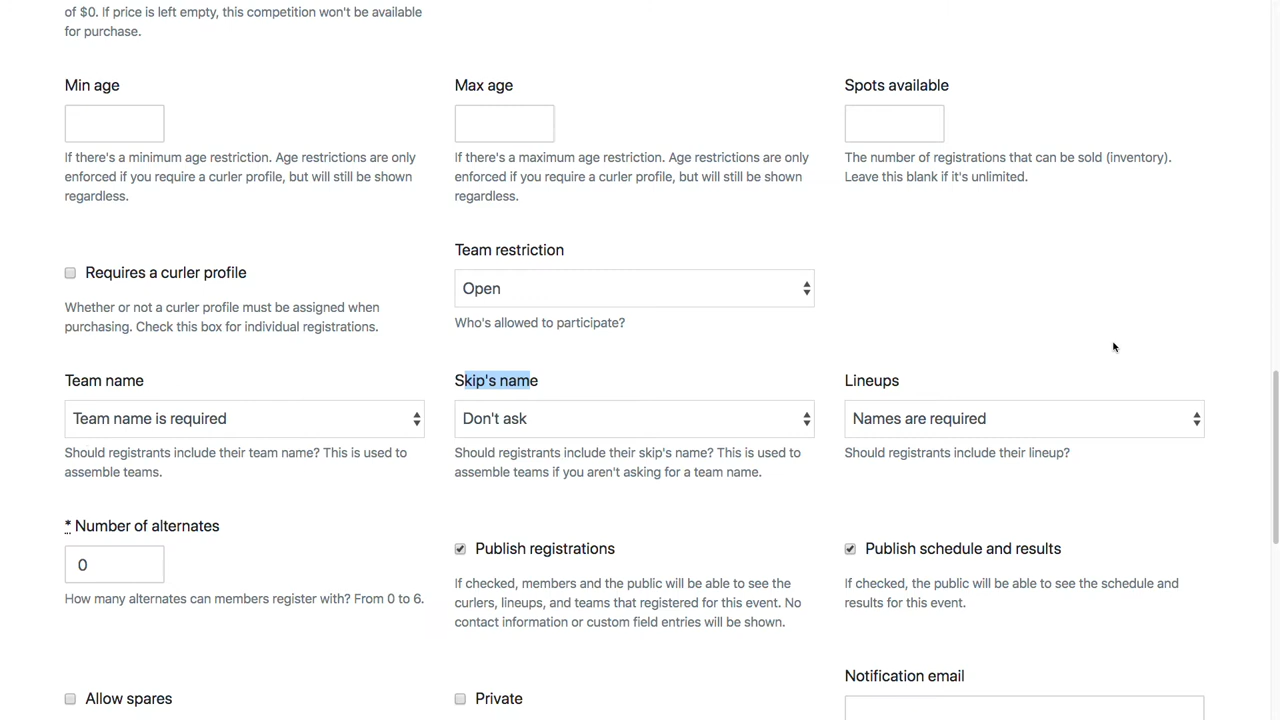 of $0. If price is left empty, this competition won't be available
for purchase.
Min age
If there's a minimum age restriction. Age restrictions are only
enforced if you require a curler profile, but will still be shown
regardless.
Max age
If there's a maximum age restriction. Age restrictions are only
enforced if you require a curler profile, but will still be shown
regardless.
Spots available
The number of registrations that can be sold (inventory).
Leave this blank if it's unlimited.
Requires a curler profile
Whether or not a curler profile must be assigned when
purchasing. Check this box for individual registrations.
Team restriction
Open
Who's allowed to participate?
Team name
Team name is required
Should registrants include their team name? This is used to
assemble teams.
Skip's name
Don't ask
Should registrants include their skip's name? This is used to
assemble teams if you aren't asking for a team name.
Lineups
Names are required
Should registrants include their lineup?
* Number of alternates
0
How many alternates can members register with? From 0 to 6.
Publish registrations
If checked, members and the public will be able to see the
curlers, lineups, and teams that registered for this event. No
contact information or custom field entries will be shown.
Publish schedule and results
If checked, the public will be able to see the schedule and
results for this event.
Allow spares
Private
Notification email